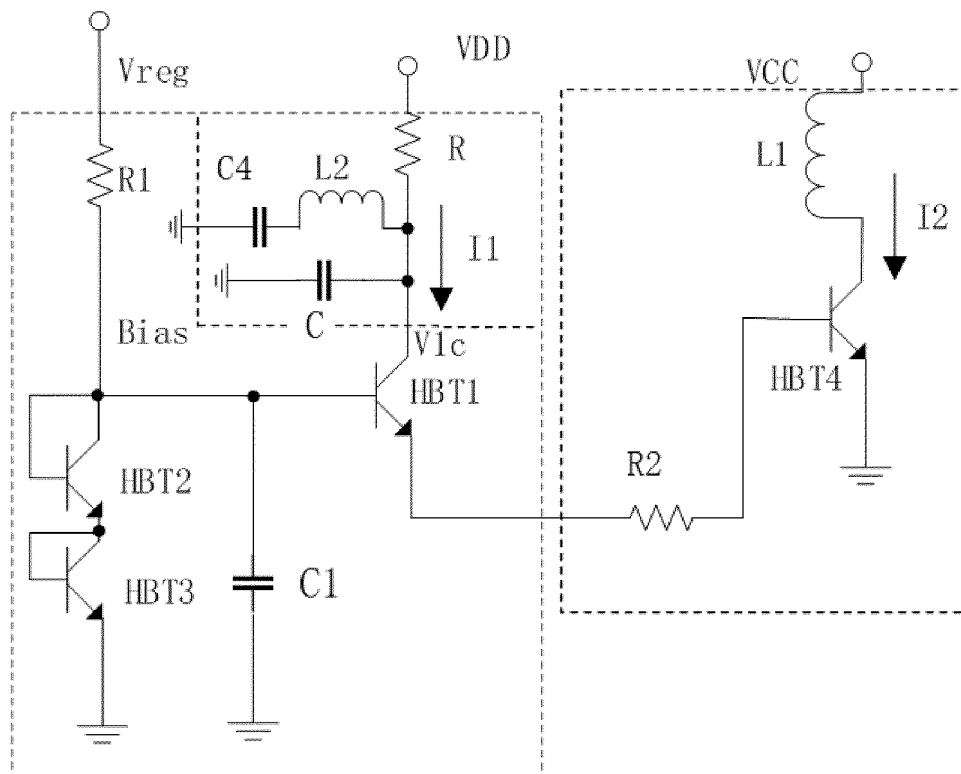 Vreg
VDD
VCC
R1
C4
L2
R
L1
I1
I2
Bias
C
V1c
HBT1
HBT4
R2
HBT2
HBT3
C1